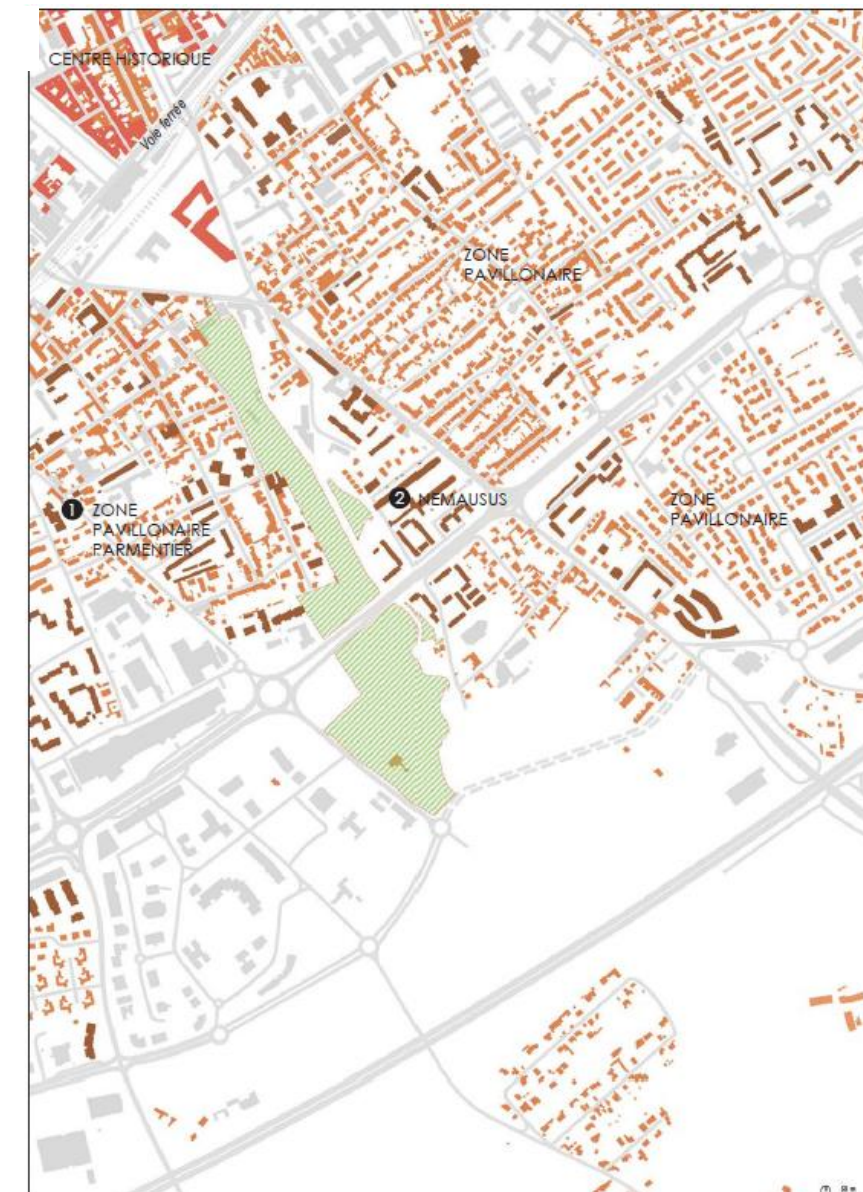 CENTRE HISTORIQUE
Voie ferrée
ZONE
PAVILLONAIRE
1 ZONE
PAVILLONAIRE
PARMENTIER
2 NEMAUSUS
ZONE
PAVILLONAIRE